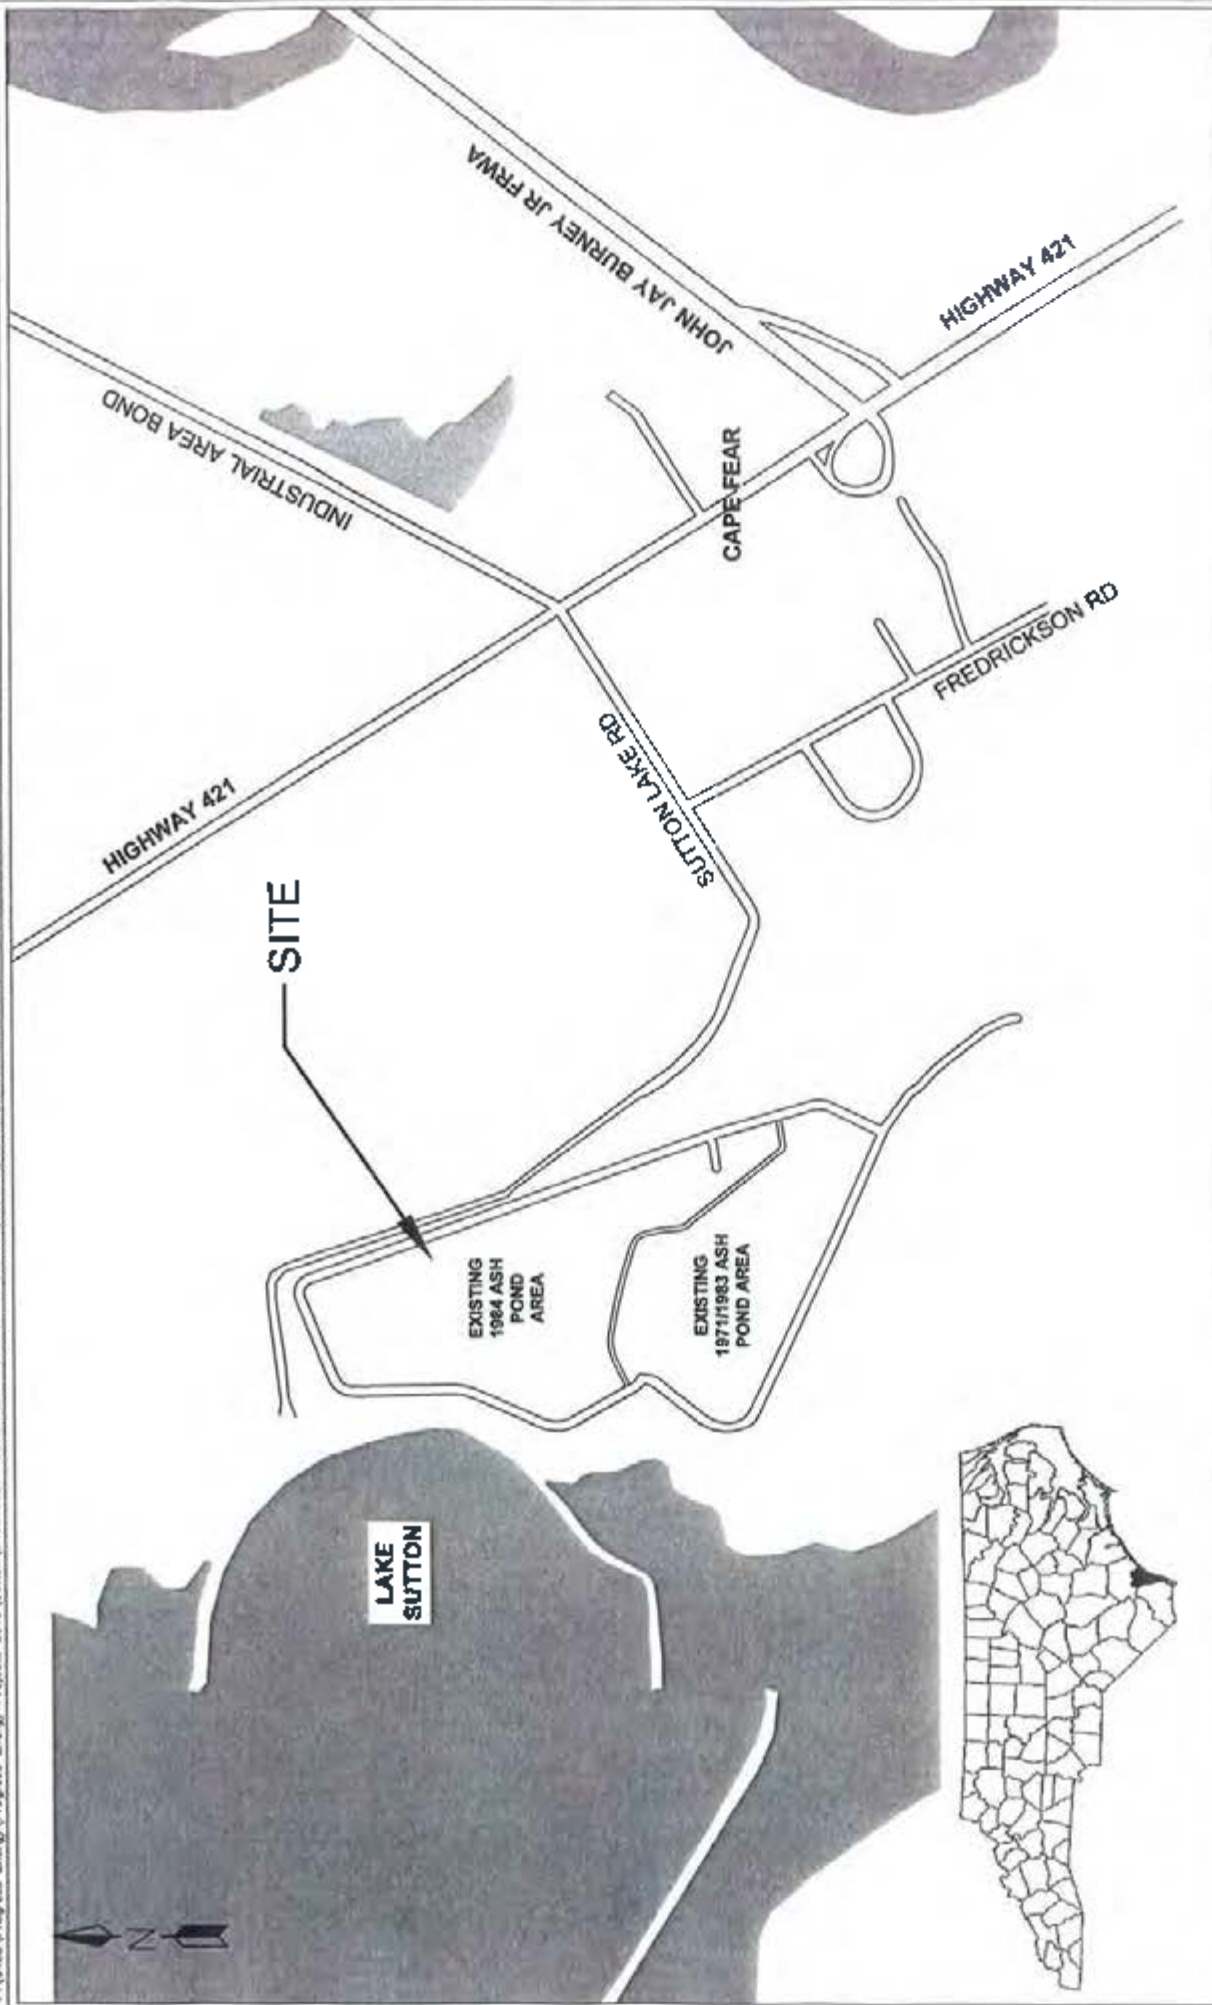 INDUSTRIAL AREA BOND
JOHN JAY BURNEY JR FRWA
HIGHWAY 421
HIGHWAY 421
CAPE FEAR
FREDRICKSON RD
SUTTON LAKE RD
SITE
EXISTING
1984 ASH
POND
AREA
EXISTING
1971/1983 ASH
POND AREA
LAKE
SUTTON
N